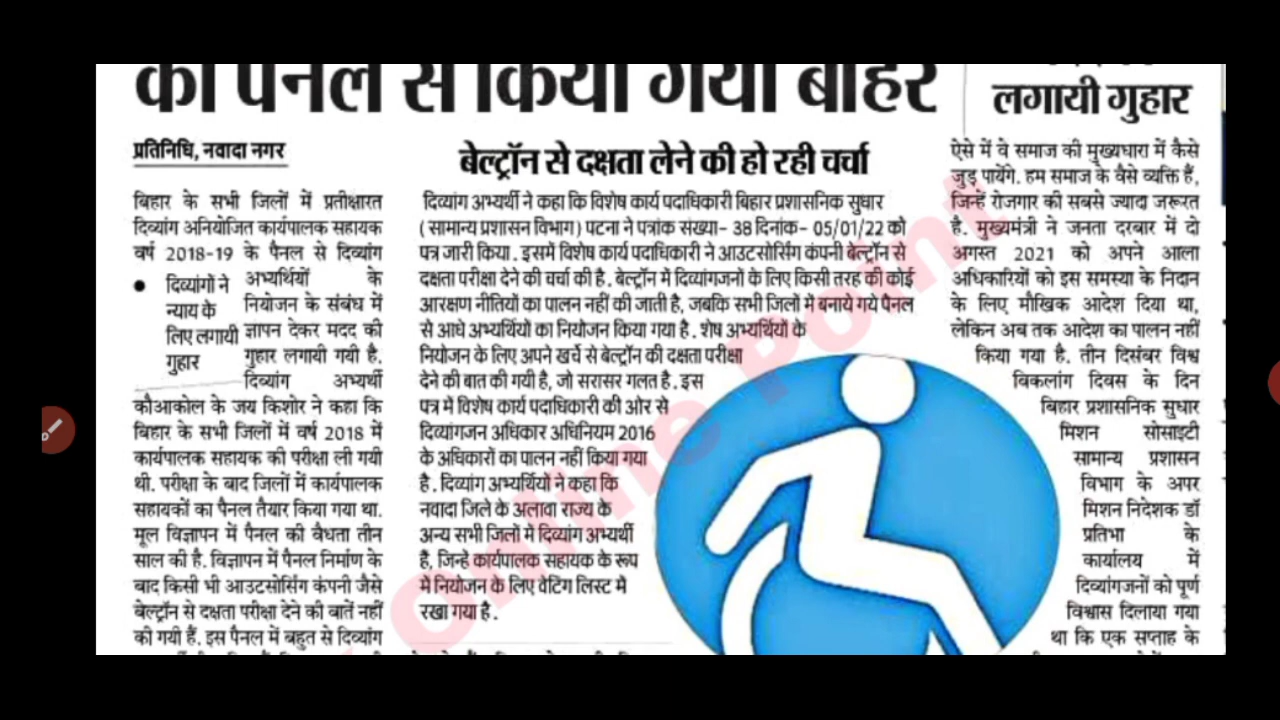 को पैनल से किया गया बाहर
लगायी गुहार
प्रतिनिधि, नवादा नगर
बिहार के सभी जिलों में प्रतीक्षारत
दिव्यांग अनियोजित कार्यपालक सहायक
वर्ष 2018-19 के पैनल से दिव्यांग
● दिव्यांगों ने
न्याय के
लिए लगायी
गुहार
अभ्यर्थियों के
नियोजन के संबंध में
ज्ञापन देकर मदद की
गुहार लगायी गयी है.
दिव्यांग अभ्यर्थी
कौआकोल के जय किशोर ने कहा कि
बिहार के सभी जिलों में वर्ष 2018 में
कार्यपालक सहायक की परीक्षा ली गयी
थी. परीक्षा के बाद जिलों में कार्यपालक
सहायकों का पैनल तैयार किया गया था.
मूल विज्ञापन में पैनल की वैधता तीन
साल की है. विज्ञापन में पैनल निर्माण के
बाद किसी भी आउटसोर्सिंग कंपनी जैसे
बेल्ट्रॉन से दक्षता परीक्षा देने की बातें नहीं
की गयी हैं. इस पैनल में बहुत से दिव्यांग
बेल्ट्रॉन से दक्षता लेने की हो रही चर्चा
दिव्यांग अभ्यर्थी ने कहा कि विशेष कार्य पदाधिकारी बिहार प्रशासनिक सुधार
( सामान्य प्रशासन विभाग ) पटना ने पत्रांक संख्या- 38 दिनांक- 05/01/22 को
पत्र जारी किया . इसमें विशेष कार्य पदाधिकारी ने आउटसोर्सिंग कंपनी बेल्ट्रॉन से
दक्षता परीक्षा देने की चर्चा की है . बेल्ट्रॉन में दिव्यांगजनों के लिए किसी तरह की कोई
आरक्षण नीतियों का पालन नहीं की जाती है, जबकि सभी जिलों में बनाये गये पैनल
से आधे अभ्यर्थियों का नियोजन किया गया है . शेष अभ्यर्थियों के
नियोजन के लिए अपने खर्चे से बेल्ट्रॉन की दक्षता परीक्षा
देने की बात की गयी है, जो सरासर गलत है . इस
पत्र में विशेष कार्य पदाधिकारी की ओर से
दिव्यांगजन अधिकार अधिनियम 2016
के अधिकारों का पालन नहीं किया गया
है . दिव्यांग अभ्यर्थियों ने कहा कि
नवादा जिले के अलावा राज्य के
अन्य सभी जिलों में दिव्यांग अभ्यर्थी
हैं, जिन्हें कार्यपालक सहायक के रूप
में नियोजन के लिए वेटिंग लिस्ट में
रखा गया है .
ऐसे में वे समाज की मुख्यधारा में कैसे
जुड़ पायेंगे. हम समाज के वैसे व्यक्ति हैं,
जिन्हें रोजगार की सबसे ज्यादा जरूरत
है. मुख्यमंत्री ने जनता दरबार में दो
अगस्त 2021 को अपने आला
अधिकारियों को इस समस्या के निदान
के लिए मौखिक आदेश दिया था,
लेकिन अब तक आदेश का पालन नहीं
किया गया है. तीन दिसंबर विश्व
विकलांग दिवस के दिन
बिहार प्रशासनिक सुधार
मिशन सोसाइटी
सामान्य प्रशासन
विभाग के अपर
मिशन निदेशक डॉ
प्रतिभा के
कार्यालय में
दिव्यांगजनों को पूर्ण
विश्वास दिलाया गया
था कि एक सप्ताह के
Online Point